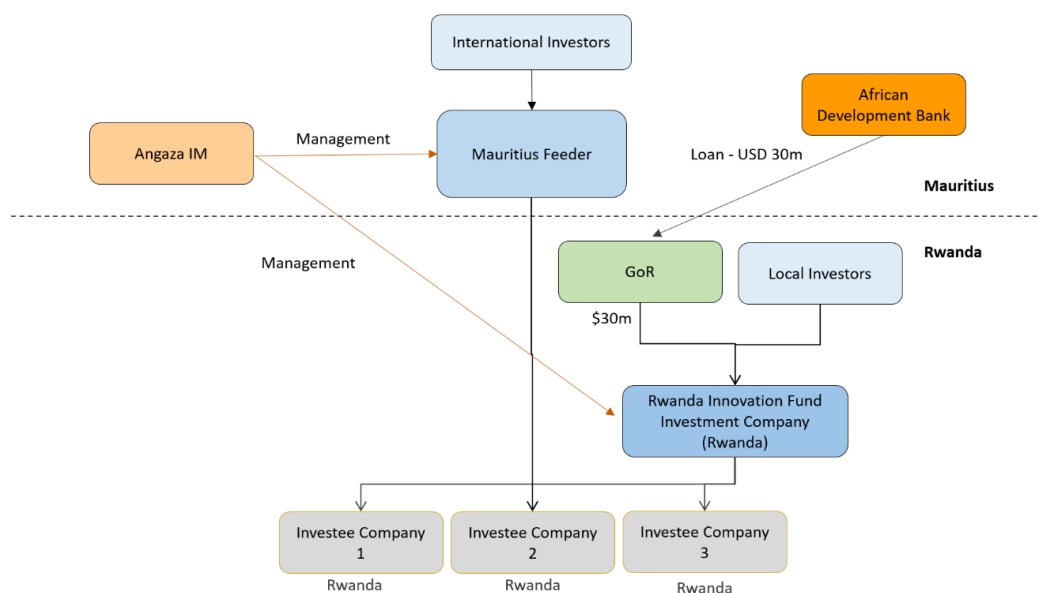 International Investors
African
Development Bank
Angaza IM
Management
Mauritius Feeder
Loan - USD 30m
Mauritius
Rwanda
Management
GoR
Local Investors
$30m
Rwanda Innovation Fund
Investment Company
(Rwanda)
Investee Company
1
Investee Company
2
Investee Company
3
Rwanda
Rwanda
Rwanda